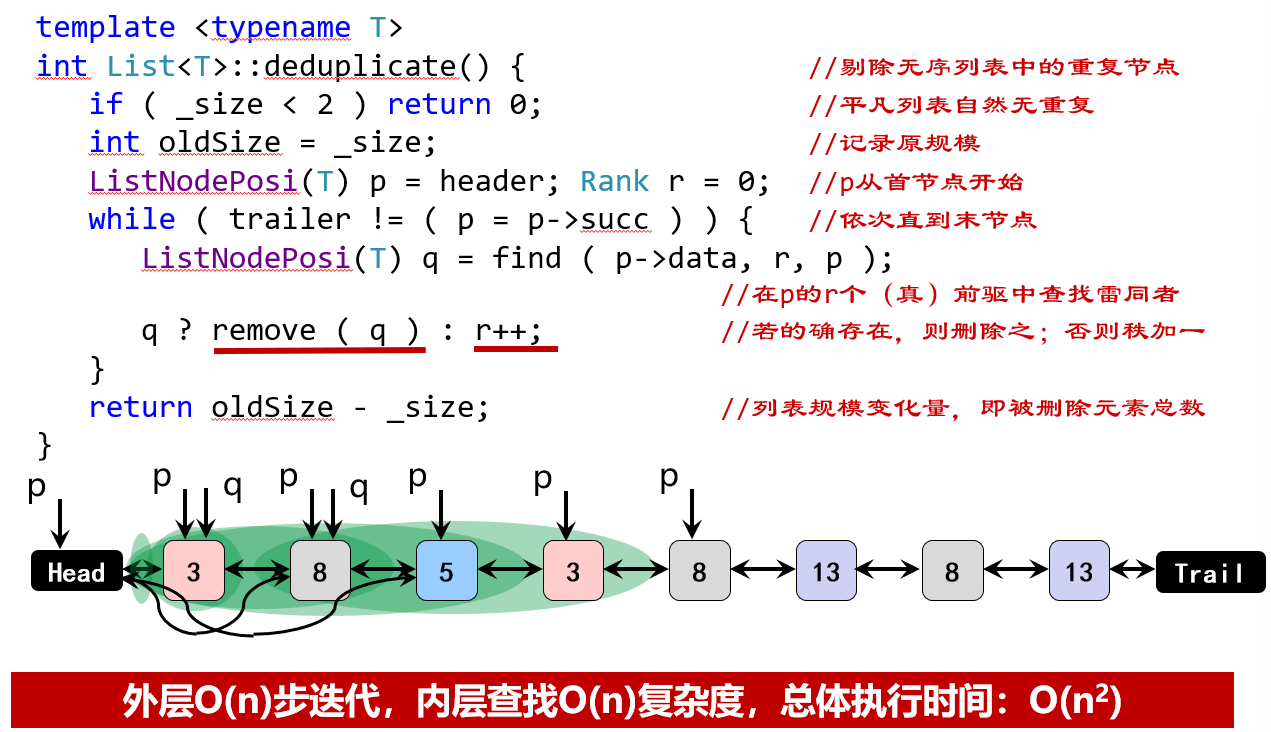 template <typename T>
int List<T>::deduplicate() { //剔除无序列表中的重复节点
if ( _size < 2 ) return 0; //平凡列表自然无重复
int oldSize = _size; //记录原规模
ListNodePosi(T) p = header; Rank r = 0; //p从首节点开始
while ( trailer != ( p = p->succ ) ) { //依次直到末节点
ListNodePosi(T) q = find ( p->data, r, p );
//在p的r个（真）前驱中查找雷同者
q ? remove ( q ) : r++; //若的确存在，则删除之；否则秩加一
}
return oldSize - _size; //列表规模变化量，即被删除元素总数
}
p p q p q p p p
Head 3 8 5 3 8 13 8 13 Trail
外层O(n)步迭代，内层查找O(n)复杂度，总体执行时间：O(n²)